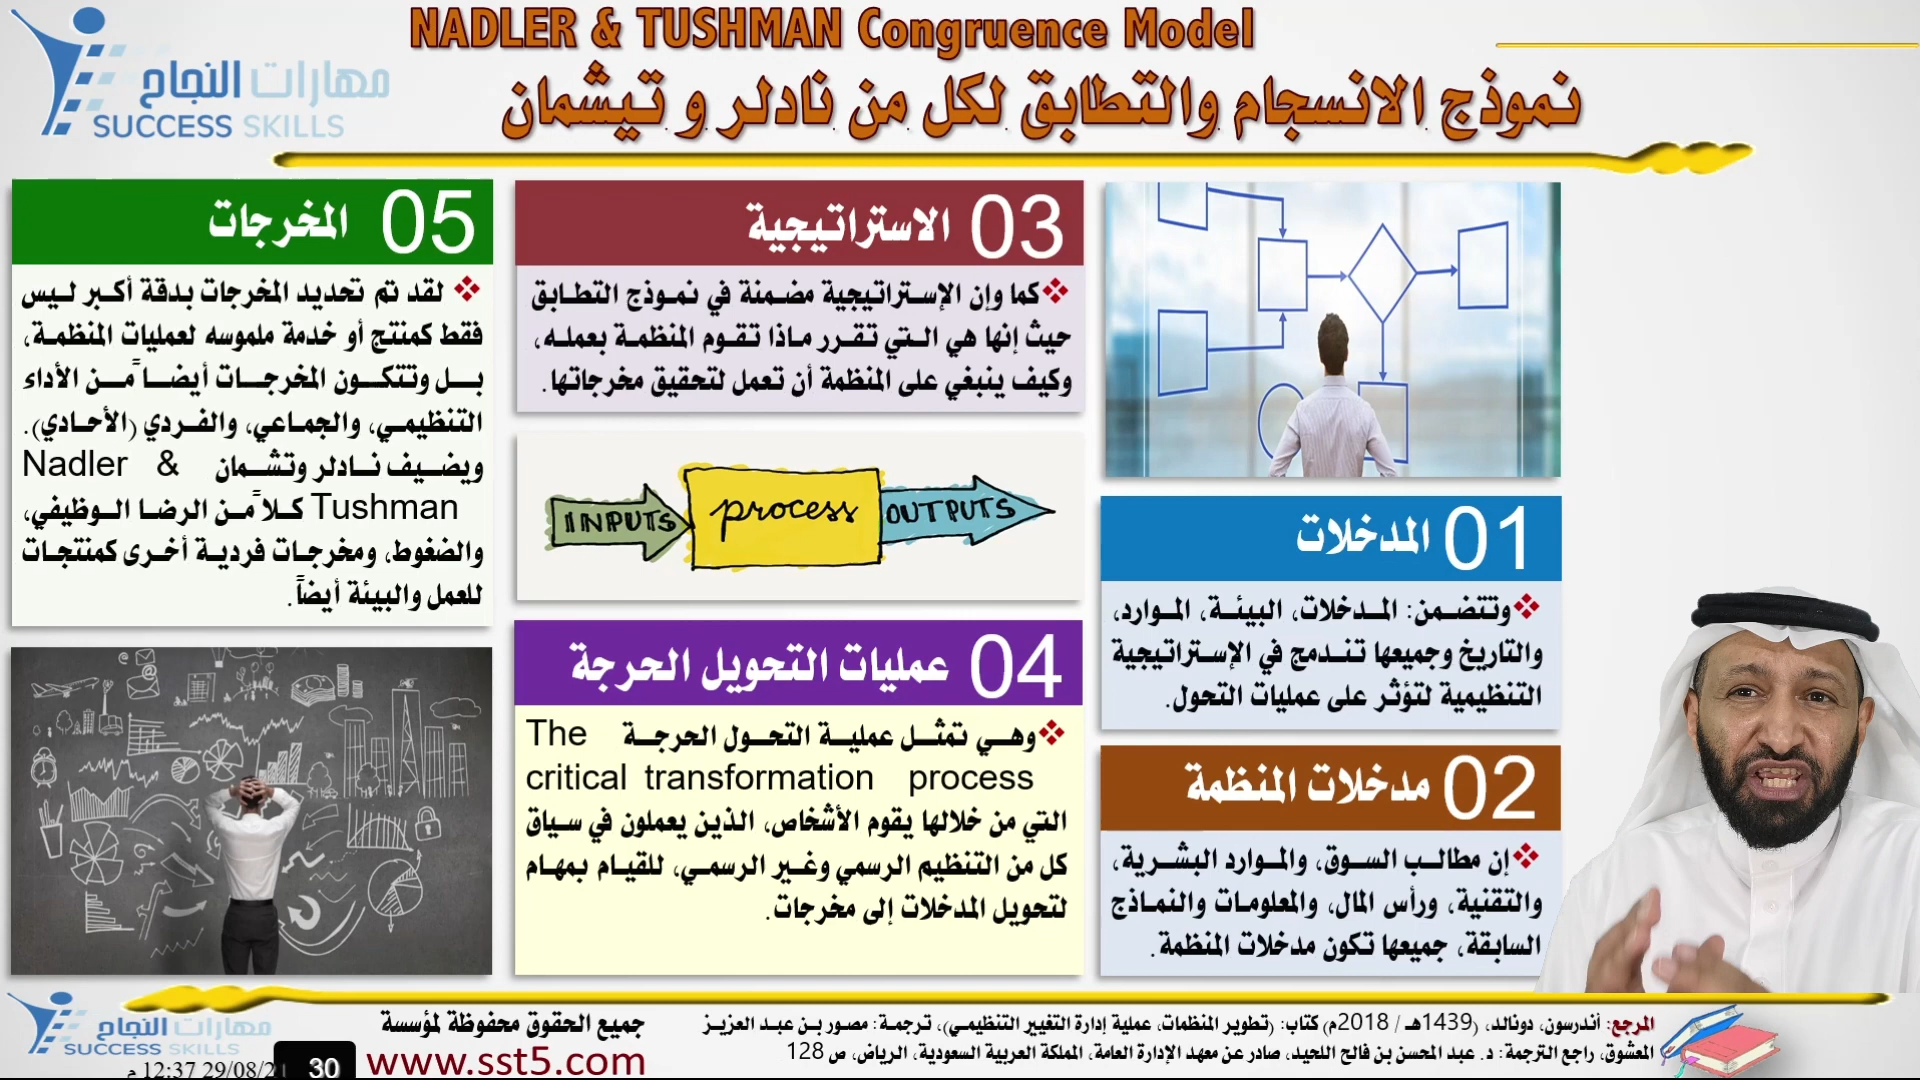 NADLER & TUSHMAN Congruence Model
نموذج الانسجام والتطابق لكل من نادلر و تيشمان
مهارات النجاح
SUCCESS SKILLS
01 المدخلات
وتتضمن: المدخلات، البيئة، الموارد،
والتاريخ وجميعها تندمج في الإستراتيجية
التنظيمية لتؤثر على عمليات التحول.
02 مدخلات المنظمة
إن مطالب السوق، والموارد البشرية،
والتقنية، ورأس المال، والمعلومات والنماذج
السابقة، جميعها تكون مدخلات المنظمة.
03 الاستراتيجية
كما وإن الإستراتيجية مضمنة في نموذج التطابق
حيث إنها هي التي تقرر ماذا تقوم المنظمة بعمله،
وكيف ينبغي على المنظمة أن تعمل لتحقيق مخرجاتها.
INPUTS process OUTPUTS
04 عمليات التحويل الحرجة
وهي تمثل عملية التحول الحرجة The
critical transformation process
التي من خلالها يقوم الأشخاص، الذين يعملون في سياق
كل من التنظيم الرسمي وغير الرسمي، للقيام بمهام
لتحويل المدخلات إلى مخرجات.
05 المخرجات
لقد تم تحديد المخرجات بدقة أكبر ليس
فقط كمنتج أو خدمة ملموسه لعمليات المنظمة،
بل وتتكون المخرجات أيضاً من الأداء
التنظيمي، والجماعي، والفردي (الأحادي).
ويضيف نادلر وتشمان Nadler &
Tushman كلاً من الرضا الوظيفي،
والضغوط، ومخرجات فردية أخرى كمنتجات
للعمل والبيئة أيضاً.
المرجع: أندرسون، دونالد، (1439هـ / 2018م) كتاب: (تطوير المنظمات، عملية إدارة التغيير التنظيمي)، ترجمة: مصور بن عبد العزيز
المعشوق، راجع الترجمة: د. عبد المحسن بن فالح اللحيد، صادر عن معهد الإدارة العامة، المملكة العربية السعودية، الرياض، ص 128
جميع الحقوق محفوظة لمؤسسة
www.sst5.com
مهارات النجاح
SUCCESS SKILLS
30
12:37 29/08/2 م